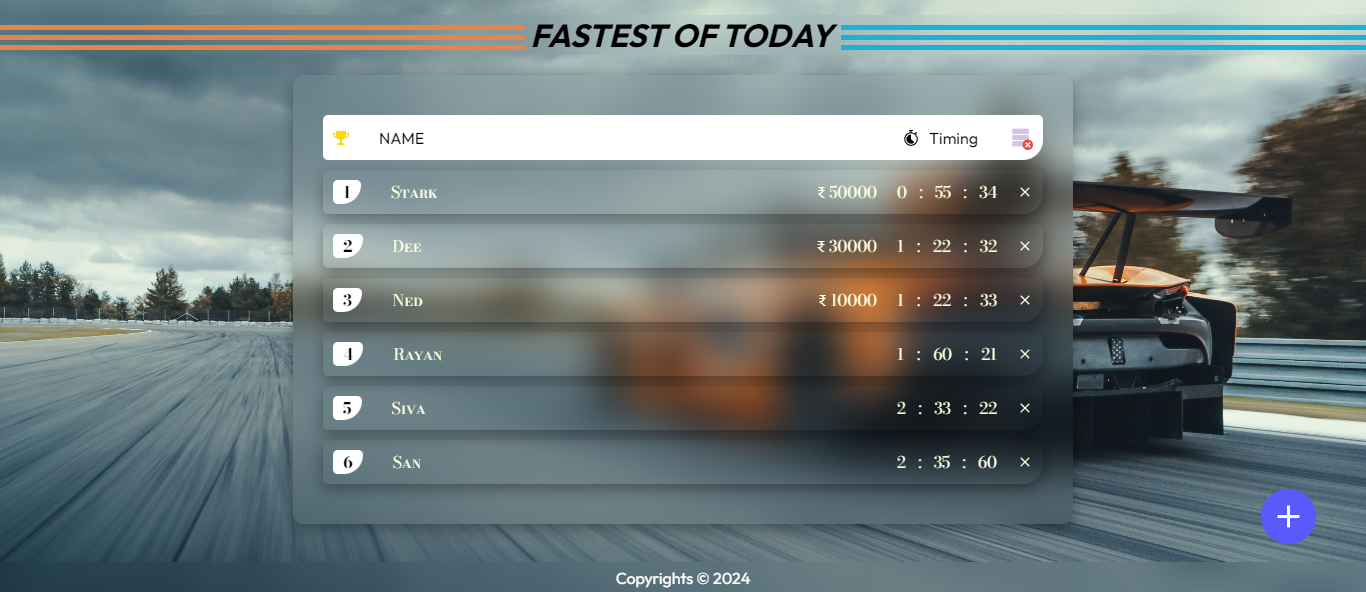 FASTEST OF TODAY
NAME Timing
1 Stark ₹ 50000 0 : 55 : 34 ×
2 Dee ₹ 30000 1 : 22 : 32 ×
3 Ned ₹ 10000 1 : 22 : 33 ×
4 Rayan 1 : 60 : 21 ×
5 Siva 2 : 33 : 22 ×
6 San 2 : 35 : 60 ×
+
Copyrights © 2024